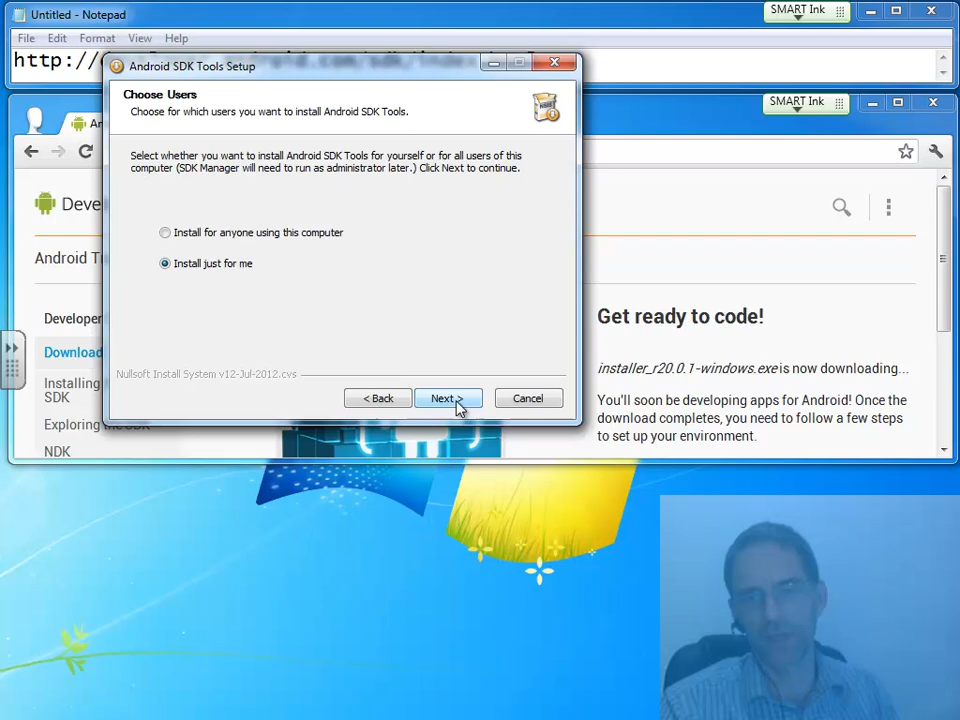 Untitled - Notepad
SMART Ink
File Edit Format View Help
http://
Android SDK Tools Setup
Choose Users
Choose for which users you want to install Android SDK Tools.
SMART Ink
An
Select whether you want to install Android SDK Tools for yourself or for all users of this
computer (SDK Manager will need to run as administrator later.) Click Next to continue.
Deve
Install for anyone using this computer
Android T
Install just for me
Developer
Get ready to code!
Download
Installing
SDK
Exploring the SDK
NDK
installer_r20.0.1-windows.exe is now downloading...
You'll soon be developing apps for Android! Once the
download completes, you need to follow a few steps
to set up your environment.
Nullsoft Install System v12-Jul-2012.cvs
< Back Next > Cancel